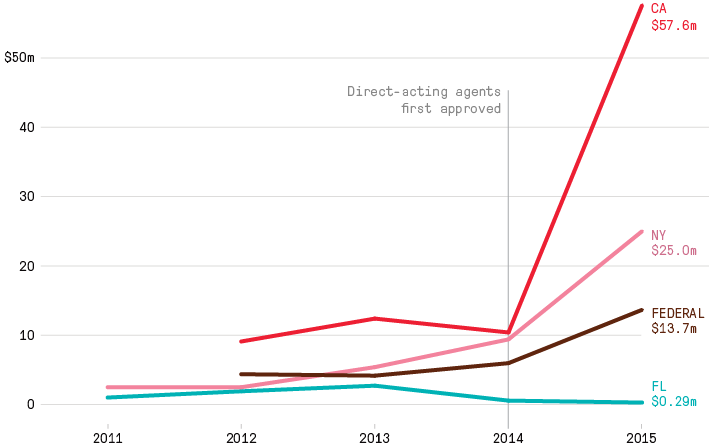 CA
$57.6m
$50m
Direct-acting agents
first approved
40
30
NY
$25.0m
20
FEDERAL
$13.7m
10
FL
$0.29m
0
2011
2012
2013
2014
2015